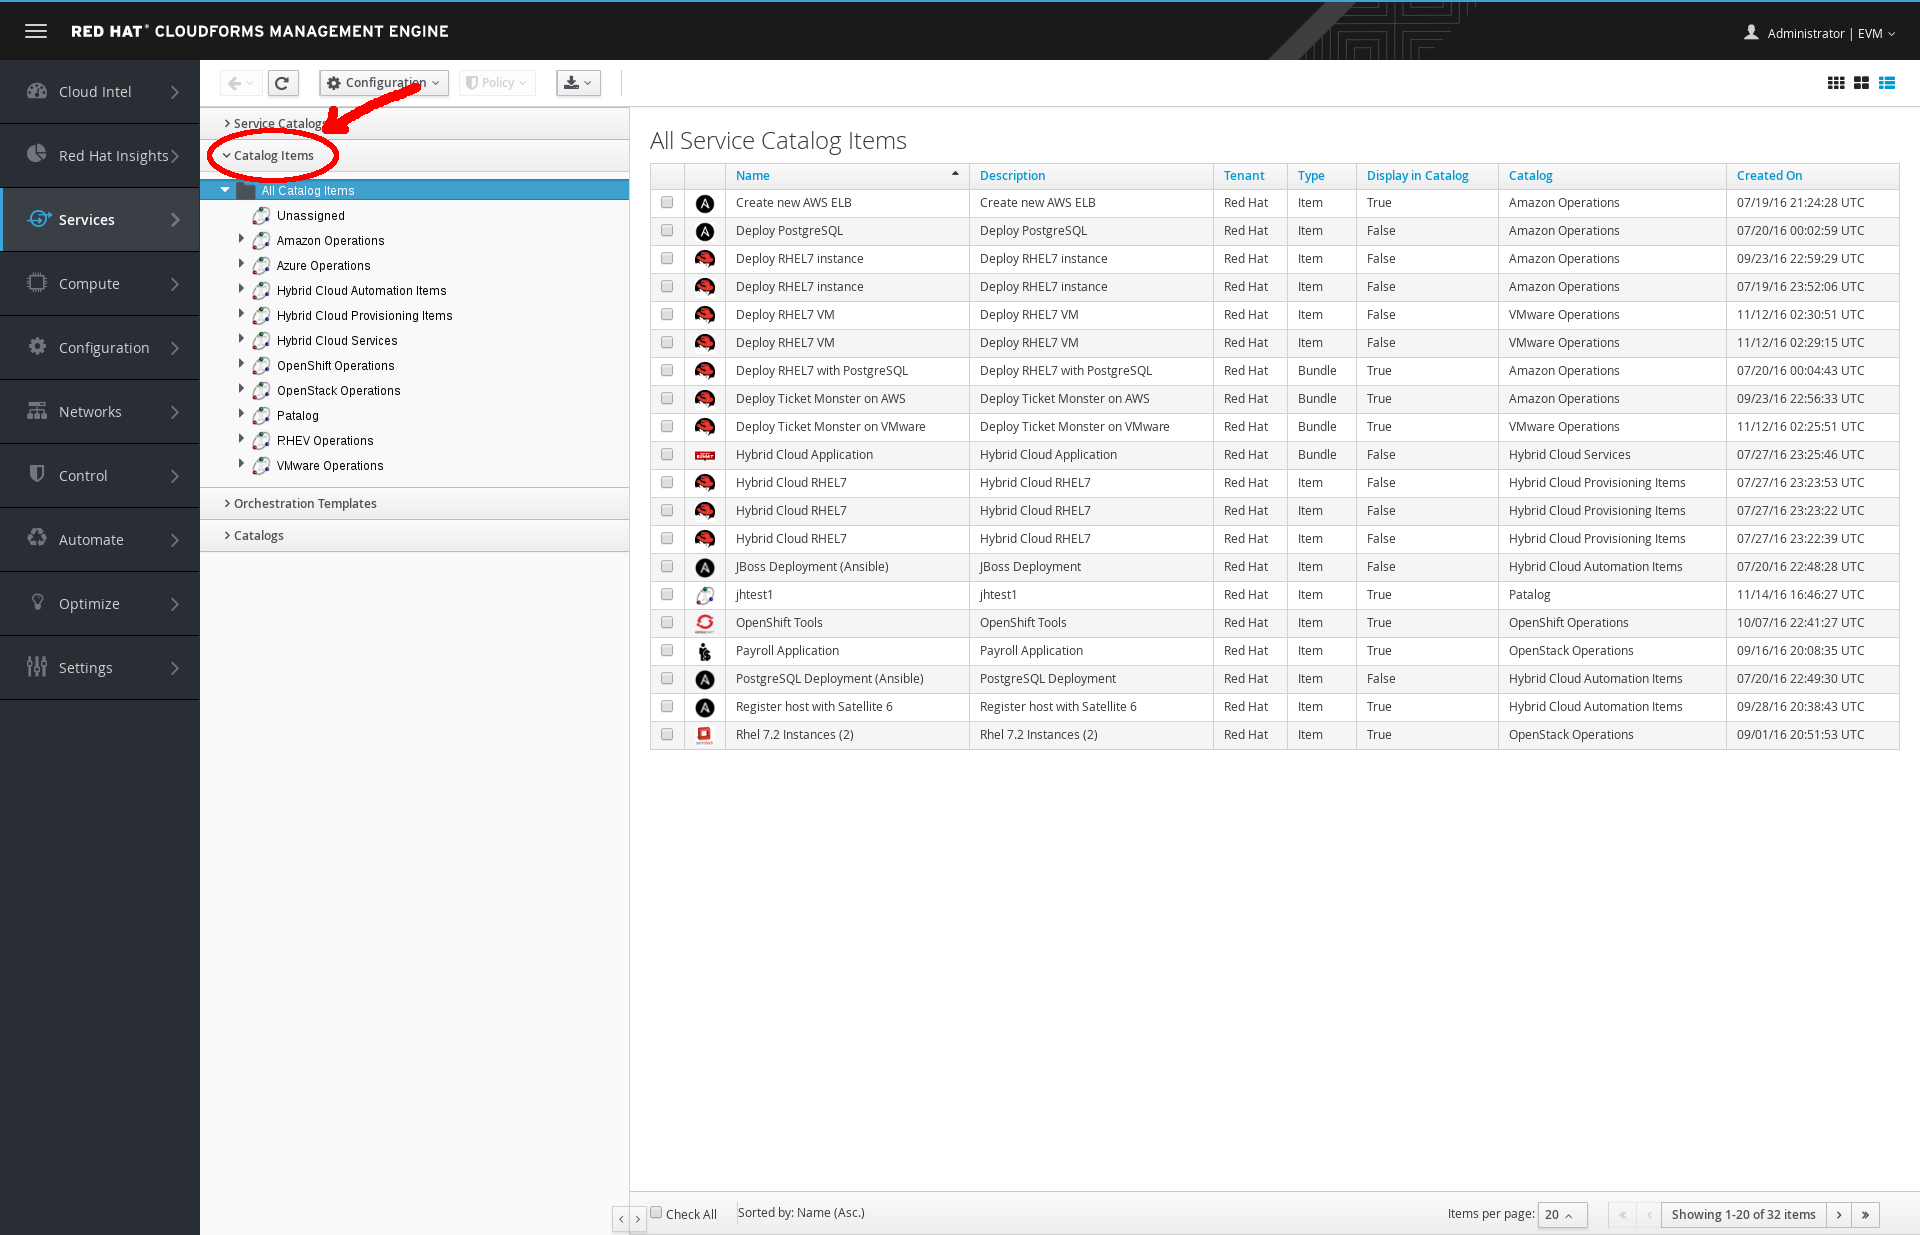 RED HAT® CLOUDFORMS MANAGEMENT ENGINE
Administrator | EVM
Cloud Intel
Red Hat Insights
Services
Compute
Configuration
Networks
Control
Automate
Optimize
Settings
Configuration
Policy
Service Catalogs
Catalog Items
All Catalog Items
Unassigned
Amazon Operations
Azure Operations
Hybrid Cloud Automation Items
Hybrid Cloud Provisioning Items
Hybrid Cloud Services
OpenShift Operations
OpenStack Operations
Patalog
RHEV Operations
VMware Operations
Orchestration Templates
Catalogs
All Service Catalog Items
Name Description Tenant Type Display in Catalog Catalog Created On
Create new AWS ELB Create new AWS ELB Red Hat Item True Amazon Operations 07/19/16 21:24:28 UTC
Deploy PostgreSQL Deploy PostgreSQL Red Hat Item False Amazon Operations 07/20/16 00:02:59 UTC
Deploy RHEL7 instance Deploy RHEL7 instance Red Hat Item False Amazon Operations 09/23/16 22:59:29 UTC
Deploy RHEL7 instance Deploy RHEL7 instance Red Hat Item False Amazon Operations 07/19/16 23:52:06 UTC
Deploy RHEL7 VM Deploy RHEL7 VM Red Hat Item False VMware Operations 11/12/16 02:30:51 UTC
Deploy RHEL7 VM Deploy RHEL7 VM Red Hat Item False VMware Operations 11/12/16 02:29:15 UTC
Deploy RHEL7 with PostgreSQL Deploy RHEL7 with PostgreSQL Red Hat Bundle True Amazon Operations 07/20/16 00:04:43 UTC
Deploy Ticket Monster on AWS Deploy Ticket Monster on AWS Red Hat Bundle True Amazon Operations 09/23/16 22:56:33 UTC
Deploy Ticket Monster on VMware Deploy Ticket Monster on VMware Red Hat Bundle True VMware Operations 11/12/16 02:25:51 UTC
Hybrid Cloud Application Hybrid Cloud Application Red Hat Bundle False Hybrid Cloud Services 07/27/16 23:25:46 UTC
Hybrid Cloud RHEL7 Hybrid Cloud RHEL7 Red Hat Item False Hybrid Cloud Provisioning Items 07/27/16 23:23:53 UTC
Hybrid Cloud RHEL7 Hybrid Cloud RHEL7 Red Hat Item False Hybrid Cloud Provisioning Items 07/27/16 23:23:22 UTC
Hybrid Cloud RHEL7 Hybrid Cloud RHEL7 Red Hat Item False Hybrid Cloud Provisioning Items 07/27/16 23:22:39 UTC
JBoss Deployment (Ansible) JBoss Deployment Red Hat Item False Hybrid Cloud Automation Items 07/20/16 22:48:28 UTC
jhtest1 jhtest1 Red Hat Item True Patalog 11/14/16 16:46:27 UTC
OpenShift Tools OpenShift Tools Red Hat Item True OpenShift Operations 10/07/16 22:41:27 UTC
Payroll Application Payroll Application Red Hat Item True OpenStack Operations 09/16/16 20:08:35 UTC
PostgreSQL Deployment (Ansible) PostgreSQL Deployment Red Hat Item False Hybrid Cloud Automation Items 07/20/16 22:49:30 UTC
Register host with Satellite 6 Register host with Satellite 6 Red Hat Item True Hybrid Cloud Automation Items 09/28/16 20:38:43 UTC
Rhel 7.2 Instances (2) Rhel 7.2 Instances (2) Red Hat Item True OpenStack Operations 09/01/16 20:51:53 UTC
Check All Sorted by: Name (Asc.) Items per page: 20 « ‹ Showing 1-20 of 32 items › »